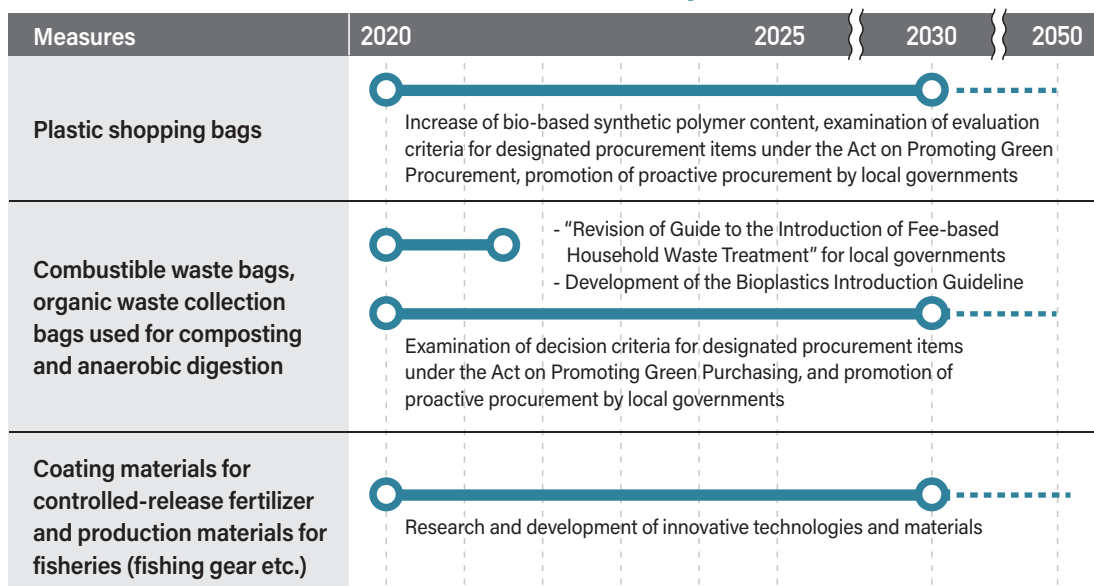 Measures 2020 2025 2030 2050
Plastic shopping bags
Increase of bio-based synthetic polymer content, examination of evaluation
criteria for designated procurement items under the Act on Promoting Green
Procurement, promotion of proactive procurement by local governments
Combustible waste bags,
organic waste collection
bags used for composting
and anaerobic digestion
- “Revision of Guide to the Introduction of Fee-based
Household Waste Treatment” for local governments
- Development of the Bioplastics Introduction Guideline
Examination of decision criteria for designated procurement items
under the Act on Promoting Green Purchasing, and promotion of
proactive procurement by local governments
Coating materials for
controlled-release fertilizer
and production materials for
fisheries (fishing gear etc.)
Research and development of innovative technologies and materials